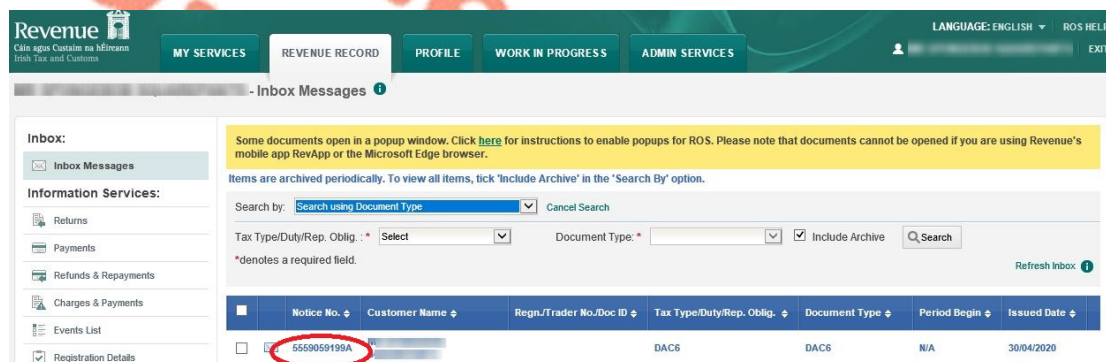 Revenue
Cáin agus Custaim na hÉireann
Irish Tax and Customs
LANGUAGE: ENGLISH ROS HELP
MY SERVICES REVENUE RECORD PROFILE WORK IN PROGRESS ADMIN SERVICES
EXIT
- Inbox Messages
Inbox:
Inbox Messages
Information Services:
Returns
Payments
Refunds & Repayments
Charges & Payments
Events List
Registration Details
Some documents open in a popup window. Click here for instructions to enable popups for ROS. Please note that documents cannot be opened if you are using Revenue's
mobile app RevApp or the Microsoft Edge browser.
Items are archived periodically. To view all items, tick 'Include Archive' in the 'Search By' option.
Search by: Search using Document Type Cancel Search
Tax Type/Duty/Rep. Oblig. : * Select Document Type: * Include Archive Search
*denotes a required field.
Refresh Inbox
Notice No. Customer Name Regn./Trader No./Doc ID Tax Type/Duty/Rep. Oblig. Document Type Period Begin Issued Date
5559059199A DAC6 DAC6 N/A 30/04/2020